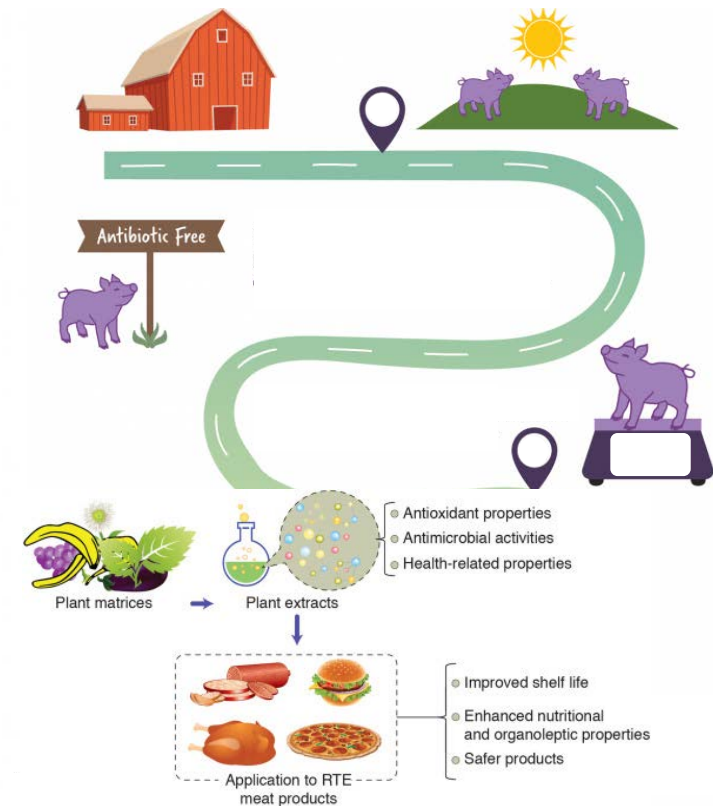 Antibiotic Free
Antioxidant properties
Antimicrobial activities
Health-related properties
Plant matrices
Plant extracts
Improved shelf life
Enhanced nutritional
and organoleptic properties
Safer products
Application to RTE
meat products